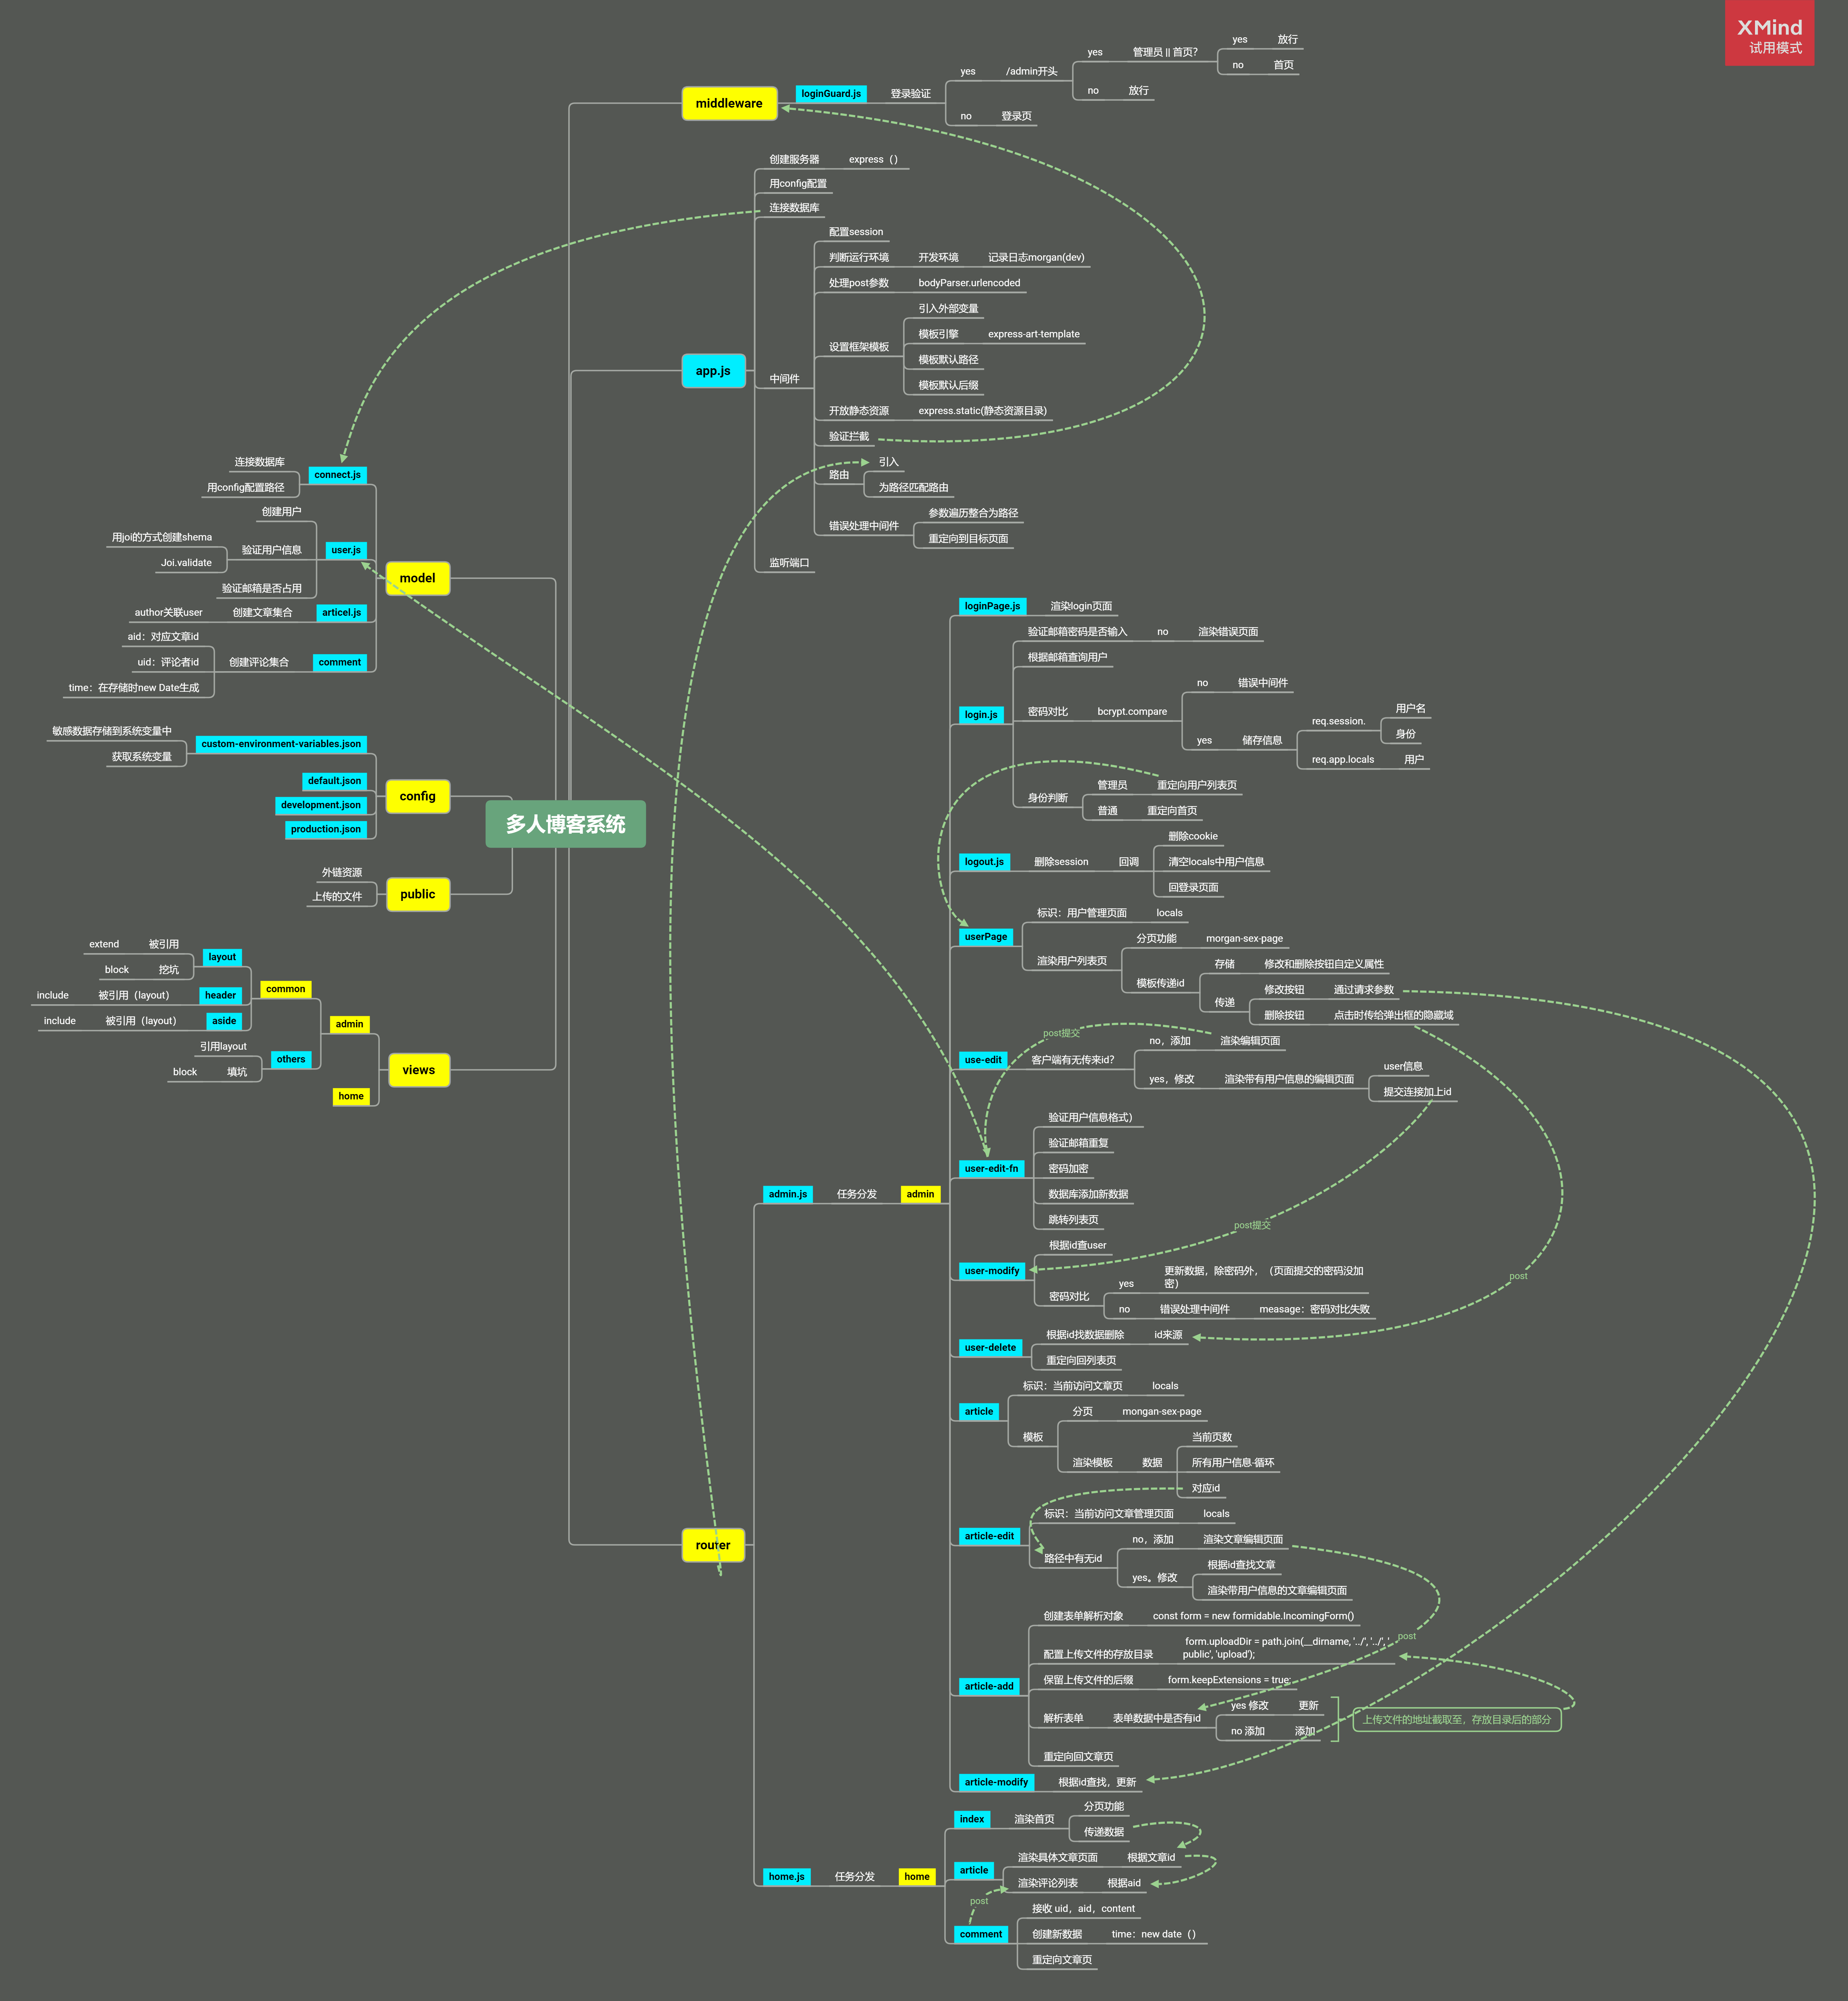 XMind
试用模式
middleware
loginGuard.js
登录验证
yes
/admin开头
yes
管理员 || 首页?
yes
放行
no
首页
no
放行
no
登录页
app.js
创建服务器
express（）
用config配置
连接数据库
中间件
配置session
判断运行环境
开发环境
记录日志morgan(dev)
处理post参数
bodyParser.urlencoded
设置框架模板
引入外部变量
模板引擎
express-art-template
模板默认路径
模板默认后缀
开放静态资源
express.static(静态资源目录)
验证拦截
路由
引入
为路径匹配路由
错误处理中间件
参数遍历整合为路径
重定向到目标页面
监听端口
model
connect.js
连接数据库
用config配置路径
user.js
创建用户
验证用户信息
用joi的方式创建shema
Joi.validate
验证邮箱是否占用
articel.js
创建文章集合
author关联user
comment
创建评论集合
aid：对应文章id
uid：评论者id
time：在存储时new Date生成
config
custom-environment-variables.json
敏感数据存储到系统变量中
获取系统变量
default.json
development.json
production.json
多人博客系统
public
外链资源
上传的文件
views
admin
common
layout
被引用
extend
挖坑
block
header
被引用（layout）
include
aside
被引用（layout）
include
others
引用layout
填坑
block
home
router
admin.js
任务分发
admin
loginPage.js
渲染login页面
login.js
验证邮箱密码是否输入
no
渲染错误页面
根据邮箱查询用户
密码对比
bcrypt.compare
no
错误中间件
yes
储存信息
req.session.
用户名
身份
req.app.locals
用户
身份判断
管理员
重定向用户列表页
普通
重定向首页
logout.js
删除session
回调
删除cookie
清空locals中用户信息
回登录页面
userPage
标识：用户管理页面
locals
渲染用户列表页
分页功能
morgan-sex-page
模板传递id
存储
修改和删除按钮自定义属性
传递
修改按钮
通过请求参数
删除按钮
点击时传给弹出框的隐藏域
post提交
use-edit
客户端有无传来id?
no，添加
渲染编辑页面
yes，修改
渲染带有用户信息的编辑页面
user信息
提交连接加上id
user-edit-fn
验证用户信息格式）
验证邮箱重复
密码加密
数据库添加新数据
跳转列表页
post提交
user-modify
根据id查user
密码对比
yes
更新数据，除密码外，（页面提交的密码没加
密）
no
错误处理中间件
measage：密码对比失败
post
user-delete
根据id找数据删除
id来源
重定向回列表页
article
标识：当前访问文章页
locals
模板
分页
mongan-sex-page
渲染模板
数据
当前页数
所有用户信息-循环
对应id
article-edit
标识：当前访问文章管理页面
locals
路径中有无id
no，添加
渲染文章编辑页面
yes。修改
根据id查找文章
渲染带用户信息的文章编辑页面
post
article-add
创建表单解析对象
const form = new formidable.IncomingForm()
配置上传文件的存放目录
form.uploadDir = path.join(__dirname, '../', '../', '
public', 'upload');
保留上传文件的后缀
form.keepExtensions = true;
解析表单
表单数据中是否有id
yes 修改
更新
no 添加
添加
上传文件的地址截取至，存放目录后的部分
重定向回文章页
article-modify
根据id查找，更新
home.js
任务分发
home
index
渲染首页
分页功能
传递数据
article
渲染具体文章页面
根据文章id
渲染评论列表
根据aid
post
comment
接收 uid，aid，content
创建新数据
time：new date（）
重定向文章页